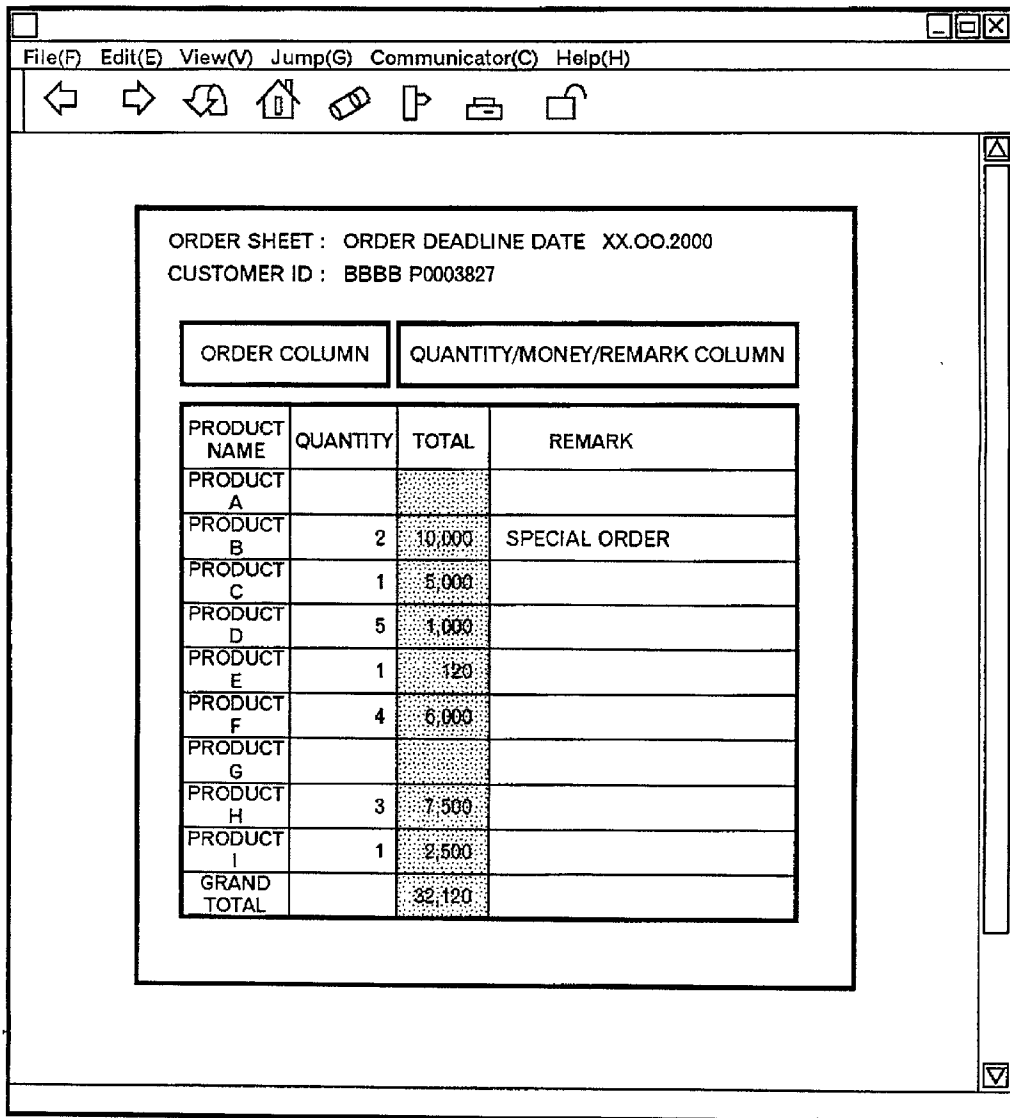 File(F) Edit(E) View(V) Jump(G) Communicator(C) Help(H)
ORDER SHEET : ORDER DEADLINE DATE XX.OO.2000
CUSTOMER ID : BBBB P0003827
ORDER COLUMN QUANTITY/MONEY/REMARK COLUMN
PRODUCT NAME QUANTITY TOTAL REMARK
PRODUCT A
PRODUCT B 2 10,000 SPECIAL ORDER
PRODUCT C 1 5,000
PRODUCT D 5 1,000
PRODUCT E 1 120
PRODUCT F 4 6,000
PRODUCT G
PRODUCT H 3 7,500
PRODUCT I 1 2,500
GRAND TOTAL 32,120